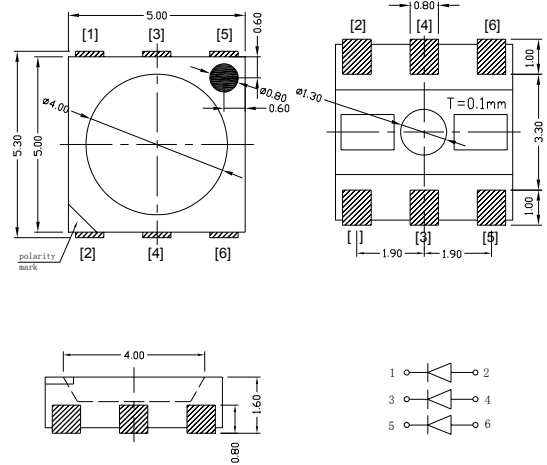 5.00
0.60
[1] [3] [5]
ø4.00
ø0.80
0.60
5.30
5.00
polarity
mark
[2] [4] [6]
0.80
[2] [4] [6]
1.00
ø1.30
T=0.1mm
3.30
1.00
[ ] [3] [5]
1.90 1.90
4.00
1.60
0.80
1 2
3 4
5 6